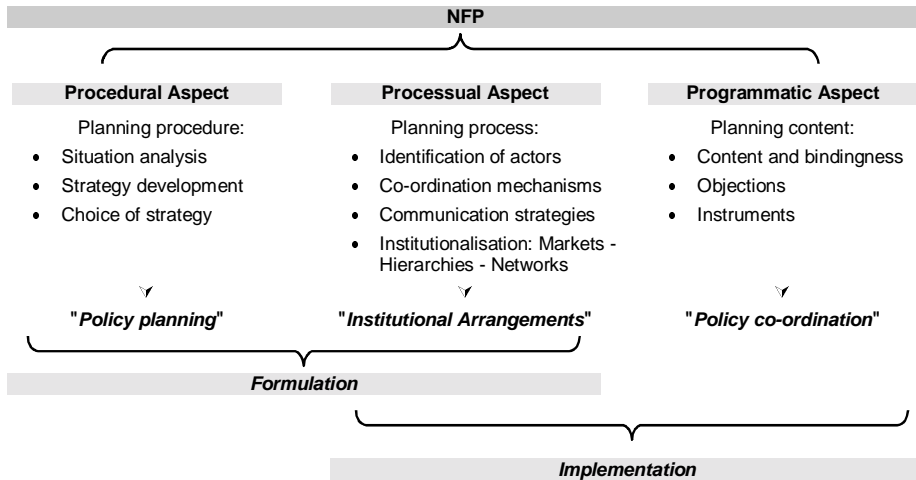 NFP
Procedural Aspect
Planning procedure:
• Situation analysis
• Strategy development
• Choice of strategy
"Policy planning"
Processual Aspect
Planning process:
• Identification of actors
• Co-ordination mechanisms
• Communication strategies
• Institutionalisation: Markets -
Hierarchies - Networks
"Institutional Arrangements"
Programmatic Aspect
Planning content:
• Content and bindingness
• Objections
• Instruments
"Policy co-ordination"
Formulation
Implementation